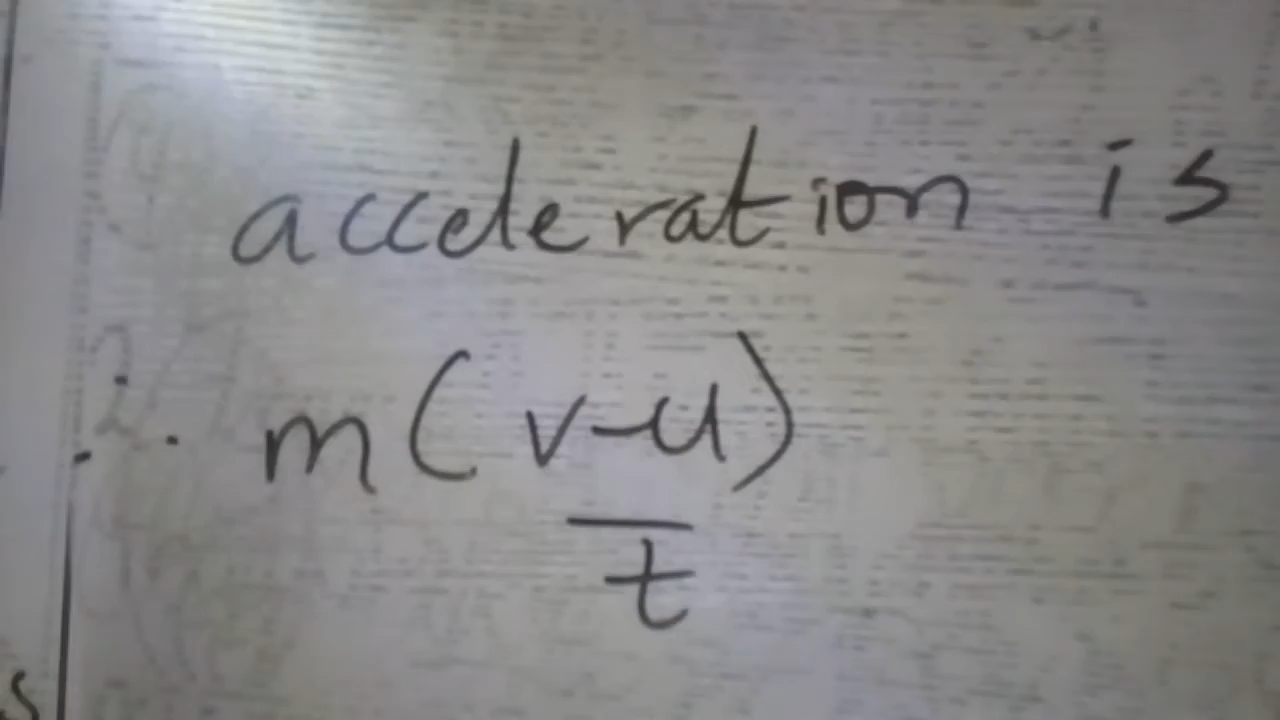 acceleration is
∴ m(v-u)
t